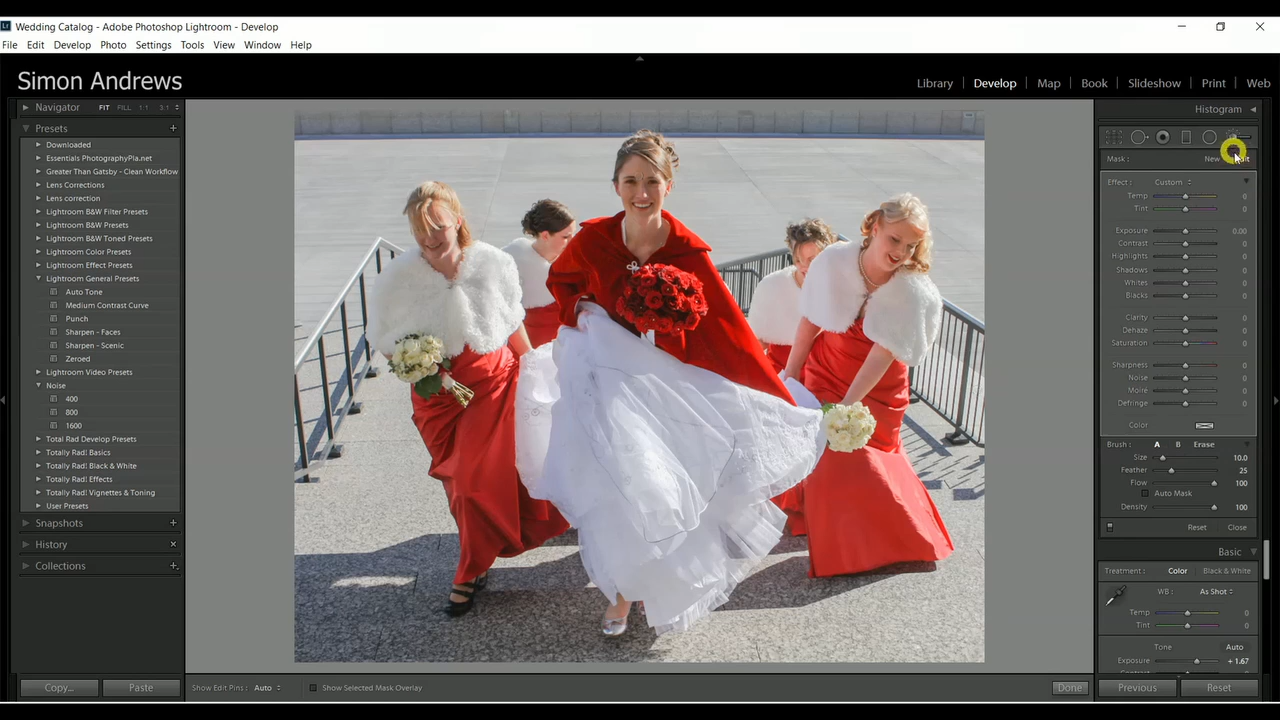 Lr Wedding Catalog - Adobe Photoshop Lightroom - Develop
File Edit Develop Photo Settings Tools View Window Help
Simon Andrews
Library Develop Map Book Slideshow Print Web
Navigator FIT FILL 1:1 3:1
Presets +
Downloaded
Essentials PhotographyPla.net
Greater Than Gatsby - Clean Workflow
Lens Corrections
Lens correction
Lightroom B&W Filter Presets
Lightroom B&W Presets
Lightroom B&W Toned Presets
Lightroom Color Presets
Lightroom Effect Presets
Lightroom General Presets
Auto Tone
Medium Contrast Curve
Punch
Sharpen - Faces
Sharpen - Scenic
Zeroed
Lightroom Video Presets
Noise
400
800
1600
Total Rad Develop Presets
Totally Rad! Basics
Totally Rad! Black & White
Totally Rad! Effects
Totally Rad! Vignettes & Toning
User Presets
Snapshots +
History ×
Collections +
Copy... Paste
Show Edit Pins : Auto Show Selected Mask Overlay
Done
Histogram
Mask : New
Effect : Custom
Temp 0
Tint 0
Exposure 0.00
Contrast 0
Highlights 0
Shadows 0
Whites 0
Blacks 0
Clarity 0
Dehaze 0
Saturation 0
Sharpness 0
Noise 0
Moire 0
Defringe 0
Color
Brush : A B Erase
Size 10.0
Feather 25
Flow 100
Auto Mask
Density 100
Reset Close
Basic
Treatment : Color Black & White
WB : As Shot
Temp 0
Tint 0
Tone Auto
Exposure + 1.67
Previous Reset